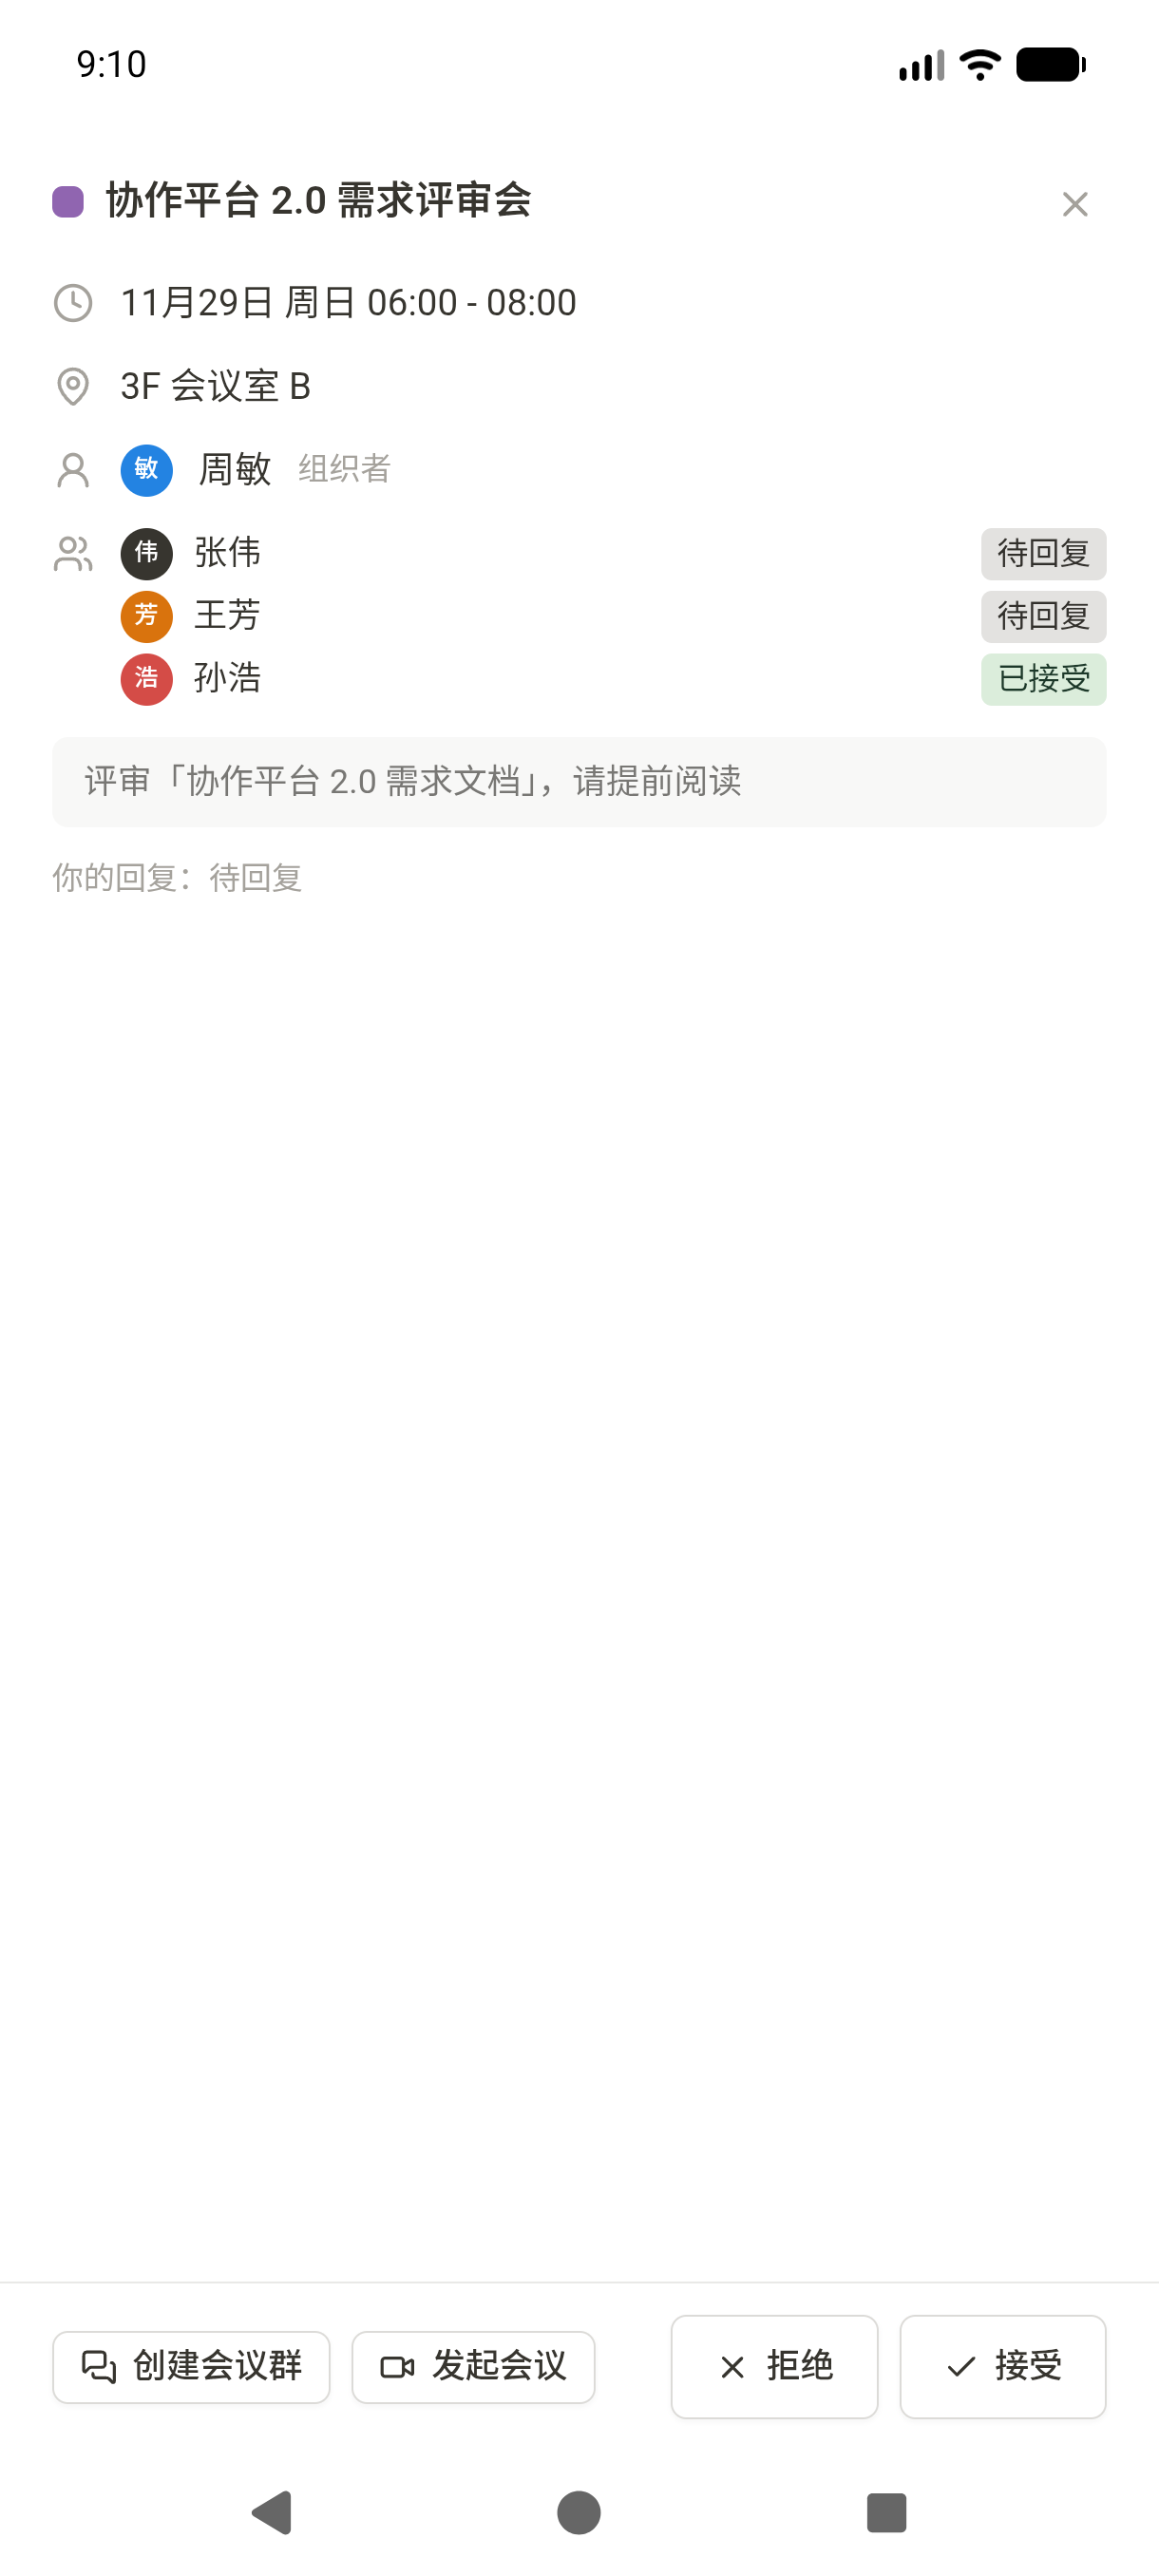 9:10
协作平台 2.0 需求评审会
11月29日 周日 06:00 - 08:00
3F 会议室 B
敏 周敏 组织者
伟 张伟 待回复
芳 王芳 待回复
浩 孙浩 已接受
评审「协作平台 2.0 需求文档」，请提前阅读
你的回复：待回复
创建会议群 发起会议 拒绝 接受